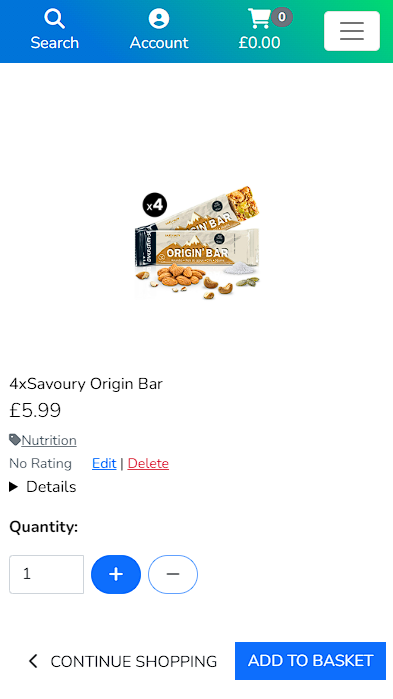 Search
Account
0
£0.00
x4
ORIGIN' BAR
ORIGIN' BAR
4xSavoury Origin Bar
£5.99
Nutrition
No Rating Edit | Delete
Details
Quantity:
1
CONTINUE SHOPPING
ADD TO BASKET